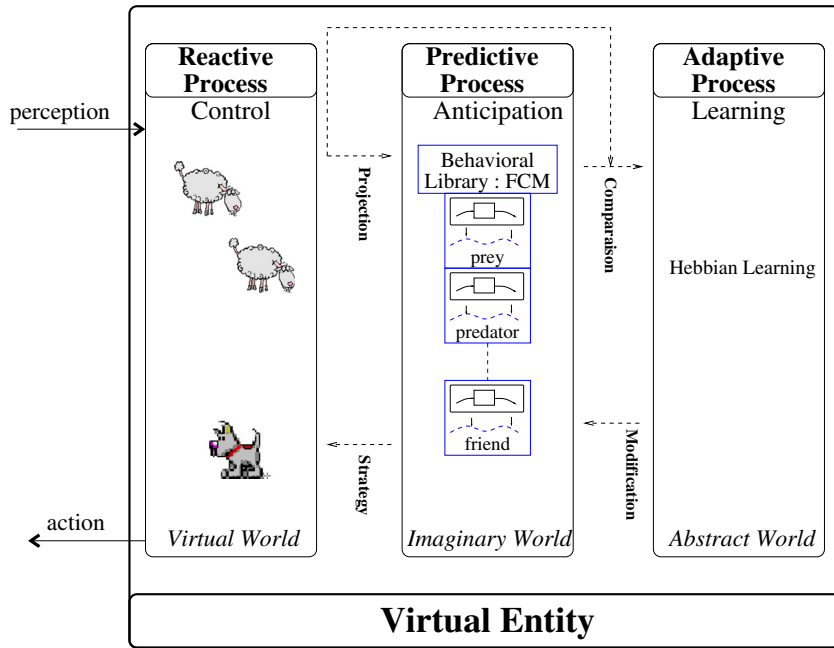 Reactive
Process
Control
Predictive
Process
Anticipation
Adaptive
Process
Learning
perception
Projection
Behavioral
Library : FCM
prey
predator
friend
Comparaison
Hebbian Learning
Strategy
Modification
action
Virtual World
Imaginary World
Abstract World
Virtual Entity